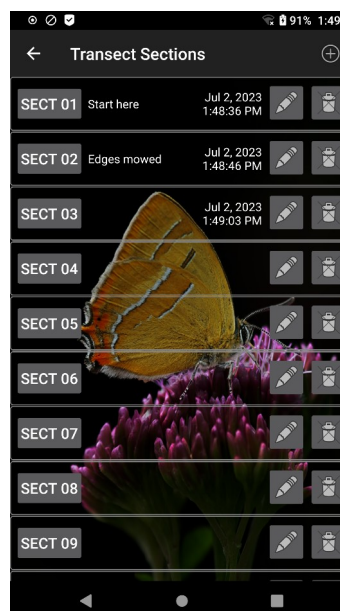 91% 1:49
Transect Sections
SECT 01 Start here Jul 2, 2023
1:48:36 PM
SECT 02 Edges mowed Jul 2, 2023
1:48:46 PM
SECT 03 Jul 2, 2023
1:49:03 PM
SECT 04
SECT 05
SECT 06
SECT 07
SECT 08
SECT 09